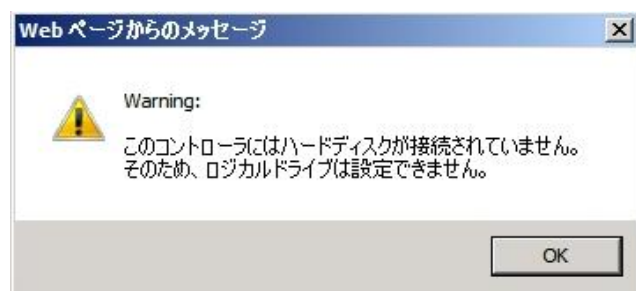 Web ページからのメッセージ
Warning:
このコントローラにはハードディスクが接続されていません。
そのため、ロジカルドライブは設定できません。
OK